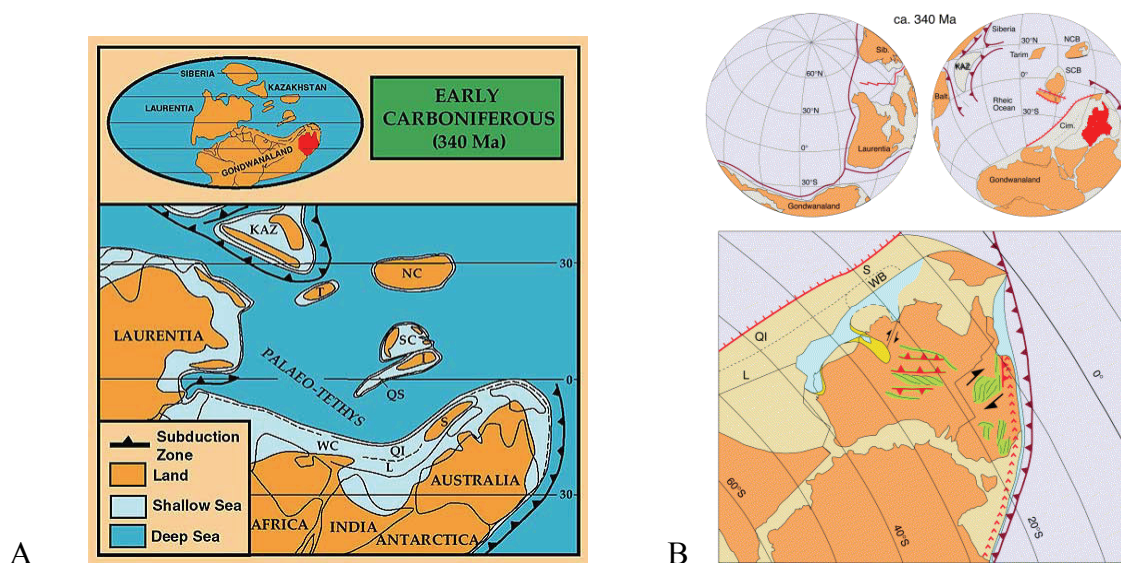 SIBERIA
KAZAKHSTAN
LAURENTIA
GONDWANALAND
EARLY
CARBONIFEROUS
(340 Ma)
KAZ
NC
30
T
LAURENTIA
SC
I
PALAEO-TETHYS
QS
0
WC
QI
S
L
AUSTRALIA
30
AFRICA
INDIA
ANTARCTICA
Subduction
Zone
Land
Shallow Sea
Deep Sea
A
ca. 340 Ma
Sib.
60°N
30°N
0°
30°S
Laurentia
Gondwanaland
Siberia
30°N
NCB
KAZ
Tarim
0°
SCB
Balt.
Rheic
Ocean
30°S
Cim.
Gondwanaland
S
WB
QI
L
0°
60°S
40°S
20°S
B